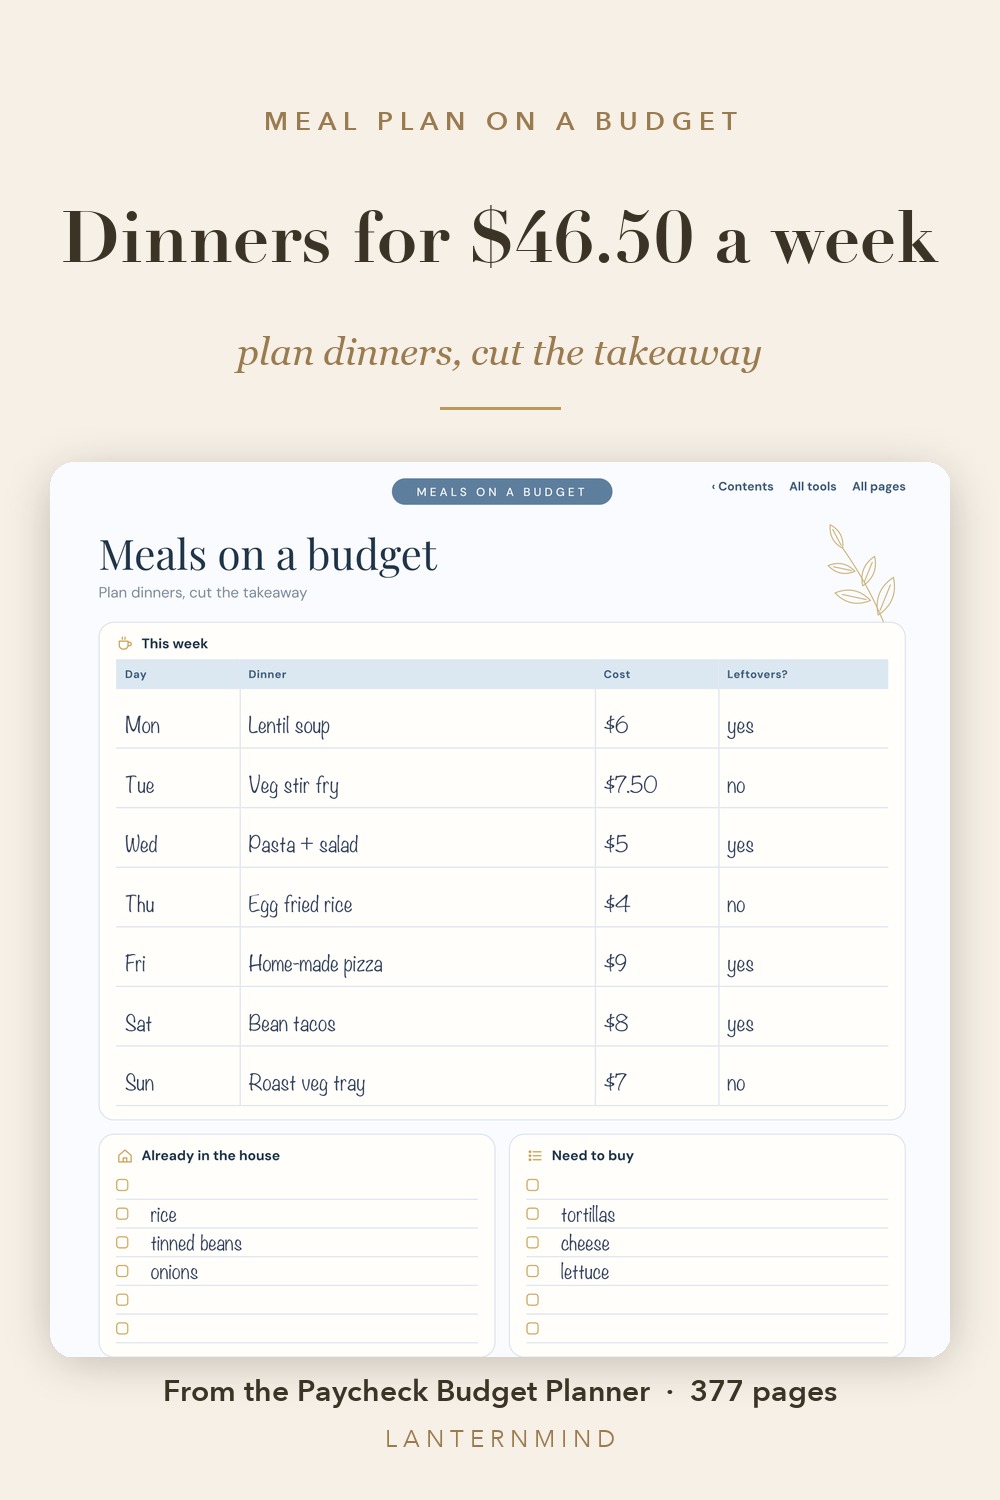 MEAL PLAN ON A BUDGET
Dinners for $46.50 a week
plan dinners, cut the takeaway
MEALS ON A BUDGET
‹ Contents All tools All pages
Meals on a budget
Plan dinners, cut the takeaway
This week
Day Dinner Cost Leftovers?
Mon Lentil soup $6 yes
Tue Veg stir fry $7.50 no
Wed Pasta + salad $5 yes
Thu Egg fried rice $4 no
Fri Home-made pizza $9 yes
Sat Bean tacos $8 yes
Sun Roast veg tray $7 no
Already in the house
rice
tinned beans
onions
Need to buy
tortillas
cheese
lettuce
From the Paycheck Budget Planner · 377 pages
LANTERNMIND